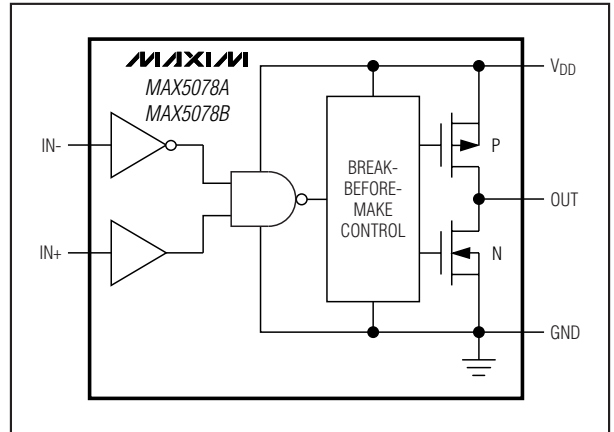 MAXIM
MAX5078A
MAX5078B
IN-
IN+
BREAK-
BEFORE-
MAKE
CONTROL
VDD
P
OUT
N
GND